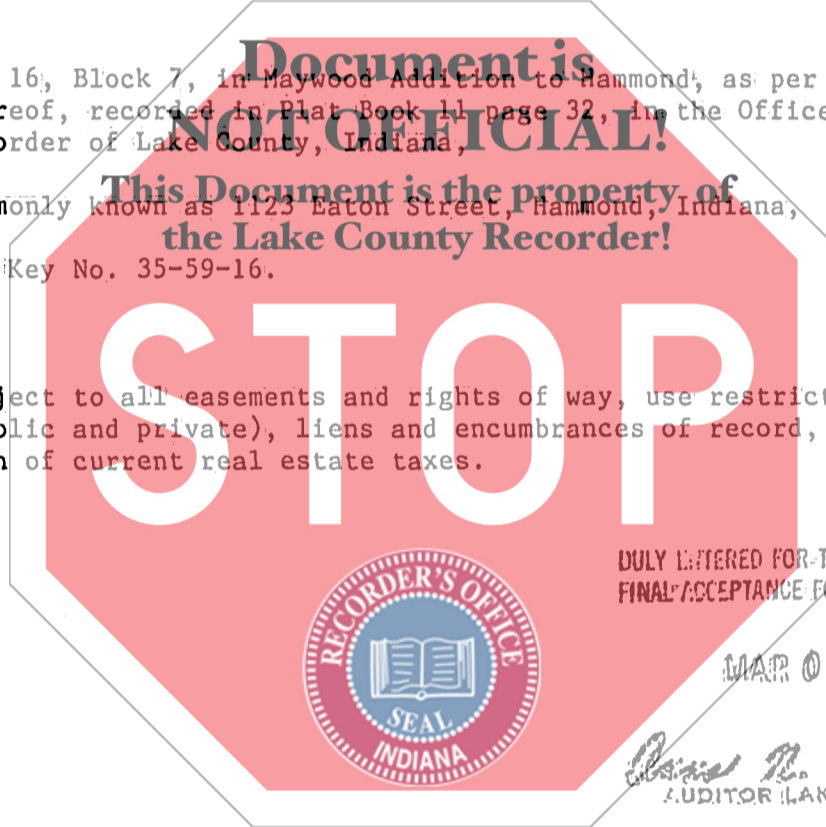 Document is
16, Block 7, in Maywood Addition to Hammond, as per
reof, recorded in Plat Book 11 page 32, in the Office
NOT OFFICIAL!
order of Lake County, Indiana,
This Document is the property of
monly known as 1123 Eaton Street, Hammond, Indiana,
the Lake County Recorder!
Key No. 35-59-16.
STOP
ject to all easements and rights of way, use restrict
blic and private), liens and encumbrances of record,
n of current real estate taxes.
DULY ENTERED FOR T
FINAL ACCEPTANCE FO
RECORDER'S OFFICE
MAR 0
SEAL
INDIANA
AUDITOR LAK